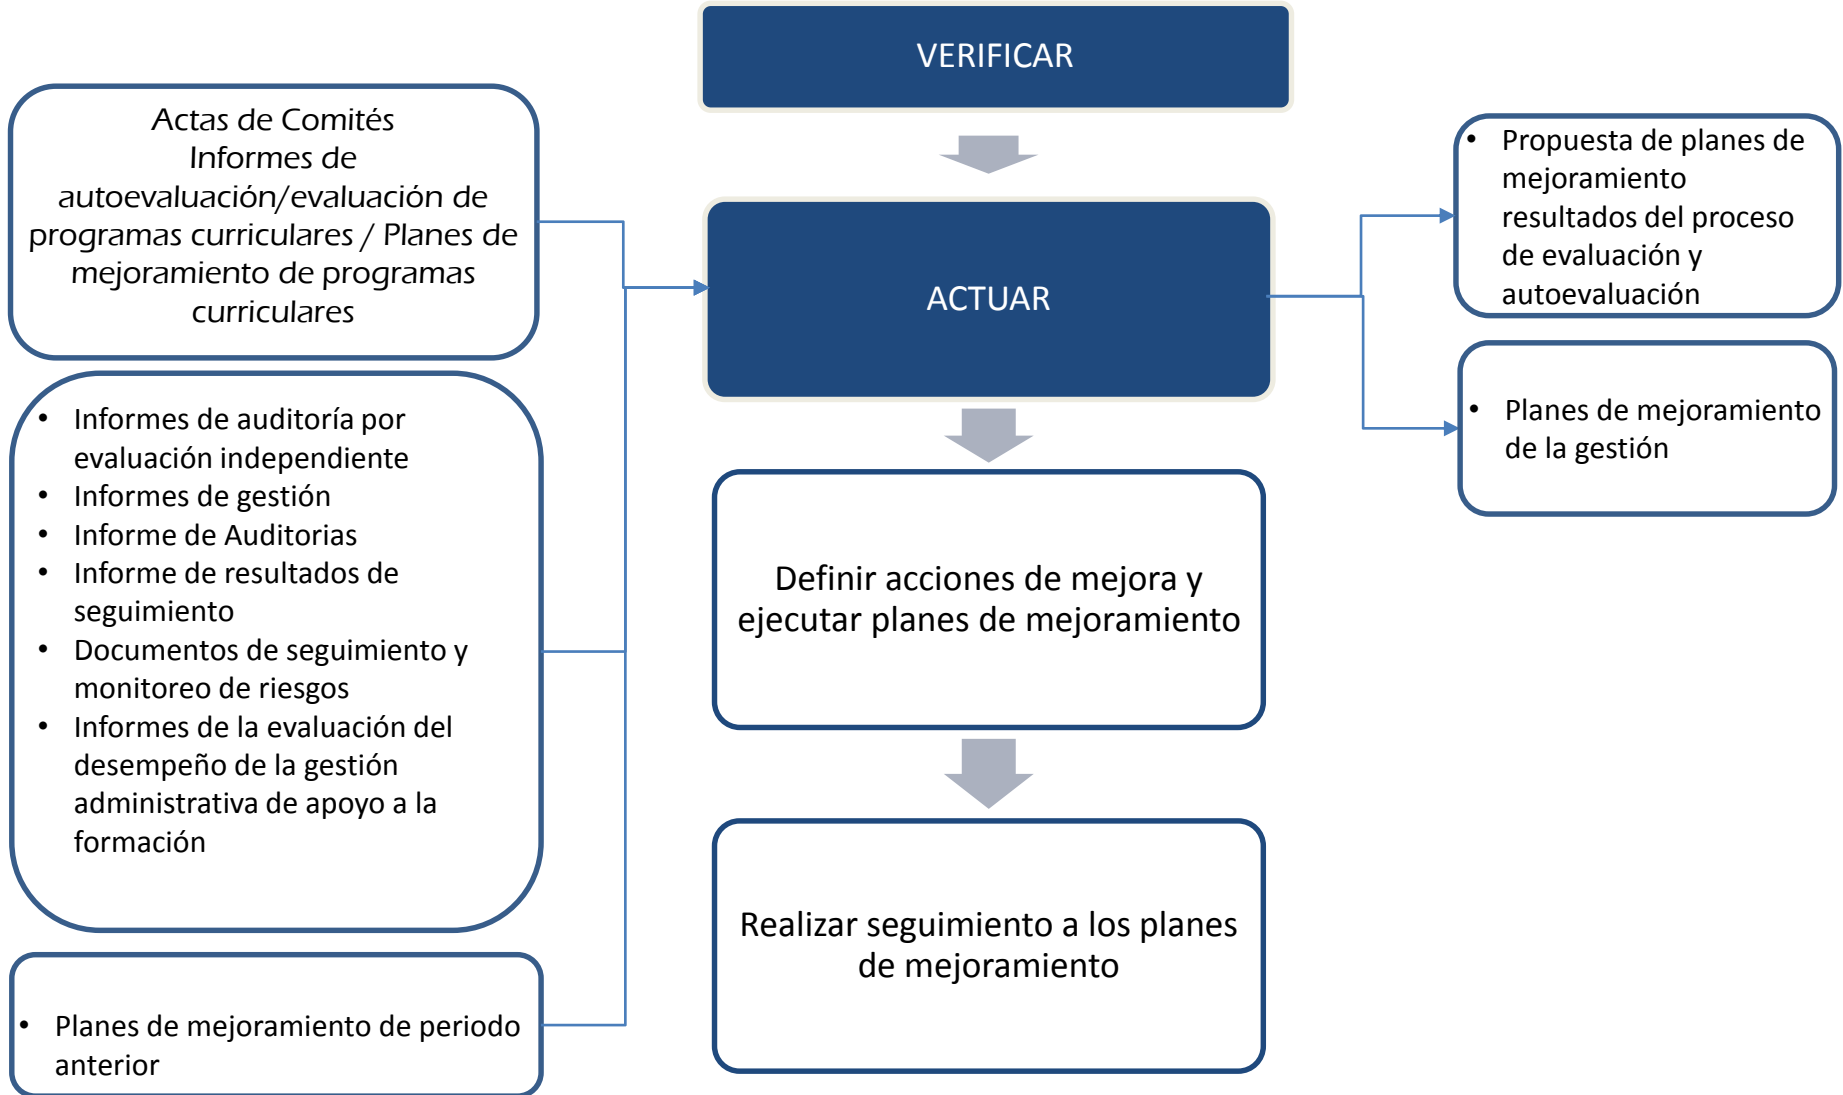 VERIFICAR
Actas de Comités
Informes de
autoevaluación/evaluación de
programas curriculares / Planes de
mejoramiento de programas
curriculares
• Informes de auditoría por
evaluación independiente
• Informes de gestión
• Informe de Auditorias
• Informe de resultados de
seguimiento
• Documentos de seguimiento y
monitoreo de riesgos
• Informes de la evaluación del
desempeño de la gestión
administrativa de apoyo a la
formación
• Planes de mejoramiento de periodo
anterior
ACTUAR
Definir acciones de mejora y
ejecutar planes de mejoramiento
Realizar seguimiento a los planes
de mejoramiento
• Propuesta de planes de
mejoramiento
resultados del proceso
de evaluación y
autoevaluación
• Planes de mejoramiento
de la gestión